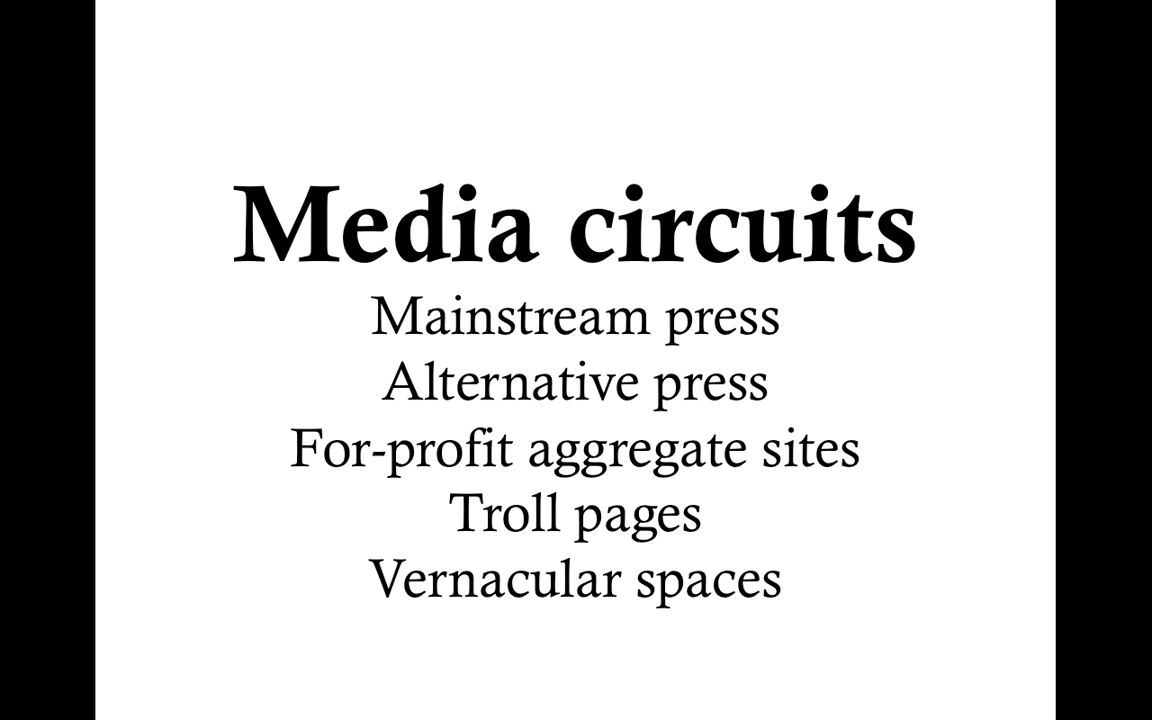 Media circuits
Mainstream press
Alternative press
For-profit aggregate sites
Troll pages
Vernacular spaces